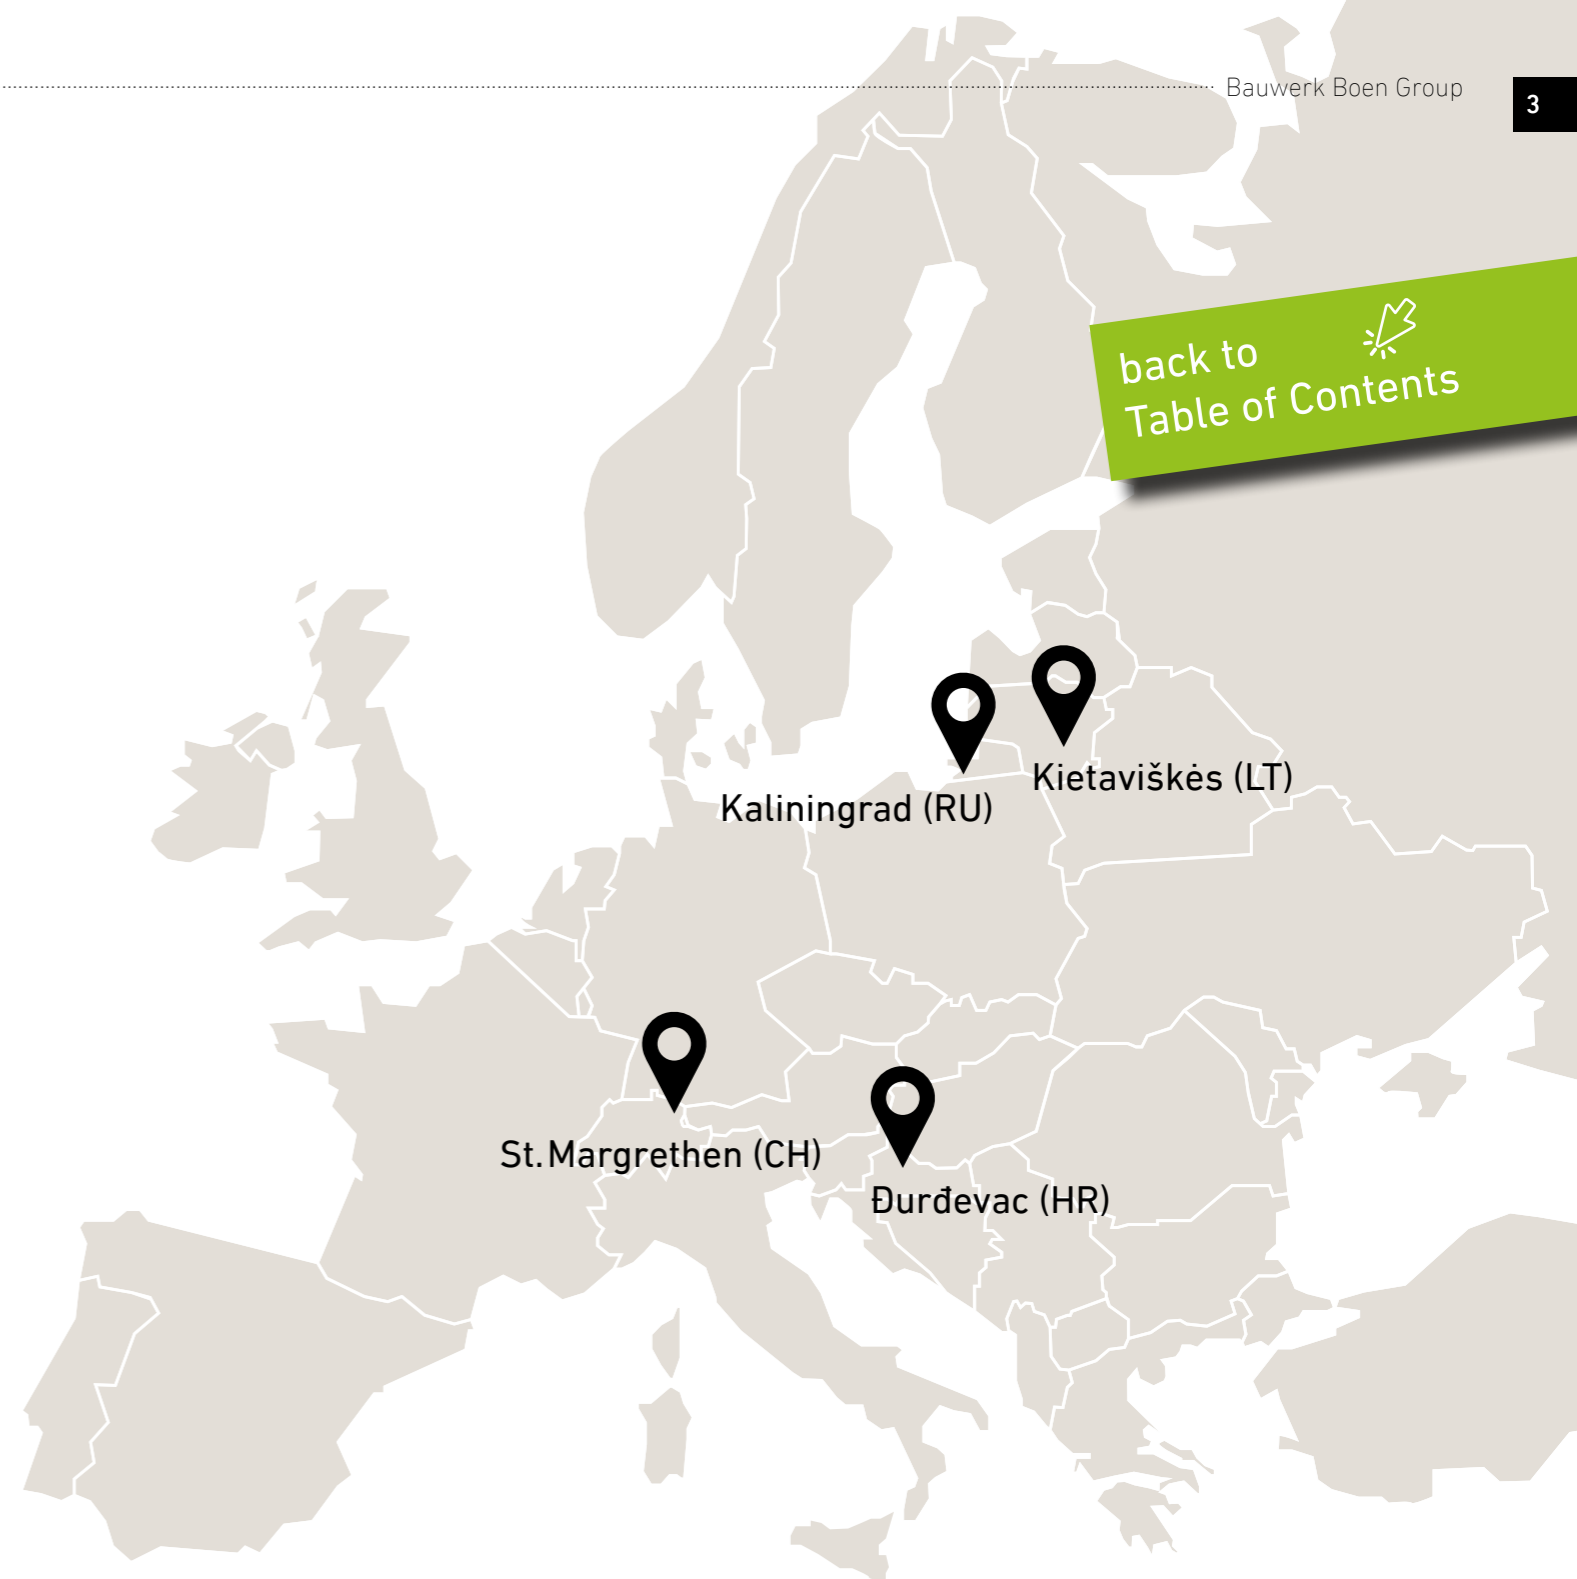 Bauwerk Boen Group
3
back to
Table of Contents
Kietaviškės (LT)
Kaliningrad (RU)
St. Margrethen (CH)
Đurđevac (HR)